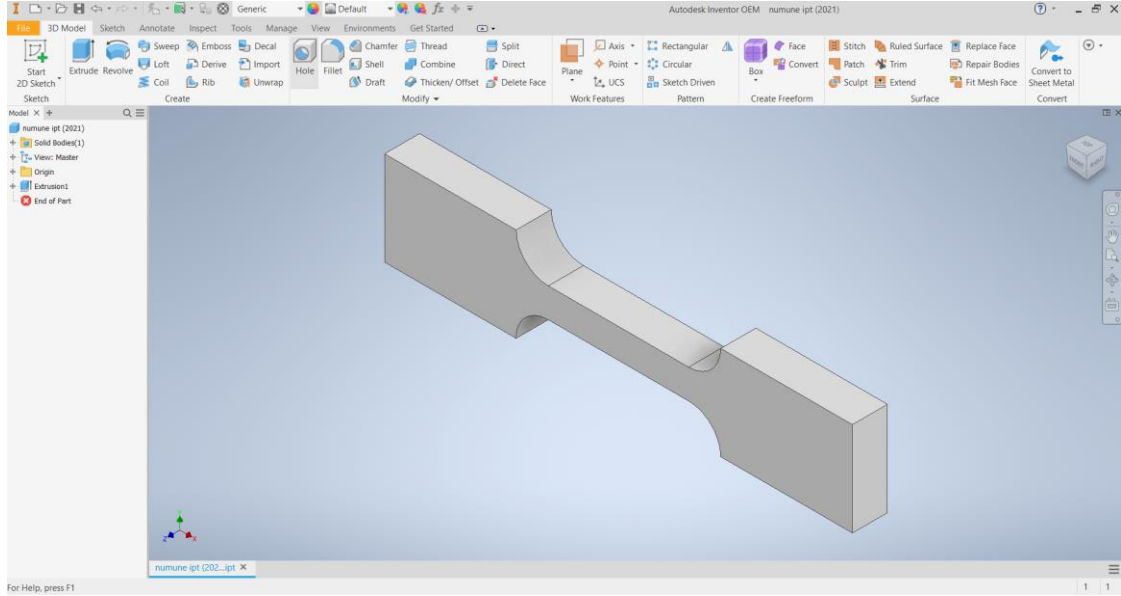 Generic Default Autodesk Inventor OEM numune ipt (2021)
File 3D Model Sketch Annotate Inspect Tools Manage View Environments Get Started
Sweep Emboss Decal Chamfer Thread Split Axis Rectangular Face Stitch Ruled Surface Replace Face
Start Extrude Revolve Loft Derive Import Hole Fillet Shell Combine Direct Plane Point Circular Box Convert Patch Trim Repair Bodies Convert to
2D Sketch Coil Rib Unwrap Draft Thicken/ Offset Delete Face UCS Sketch Driven Sculpt Extend Fit Mesh Face Sheet Metal
Sketch Create Modify Work Features Pattern Create Freeform Surface Convert
Model
numune ipt (2021)
Solid Bodies(1)
View: Master
Origin
Extrusion1
End of Part
TOP
z x
numune ipt (202...ipt
For Help, press F1 1 1